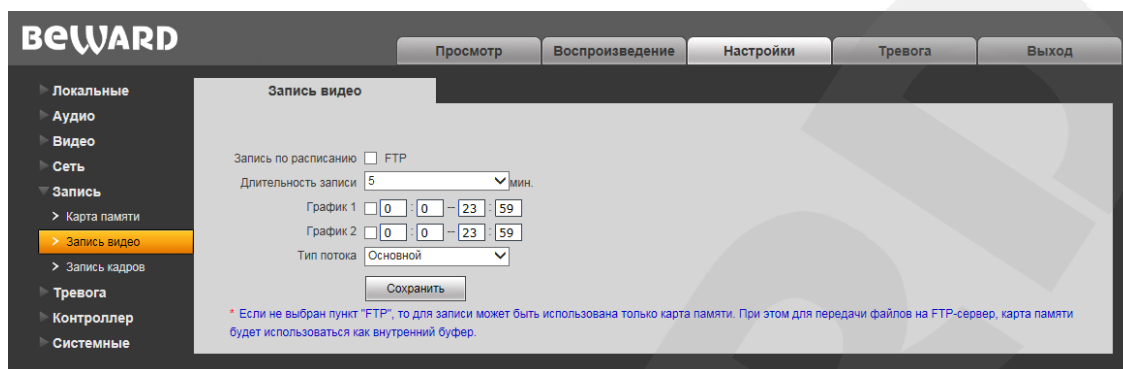 BEWARD
Просмотр Воспроизведение Настройки Тревога Выход
Локальные
Аудио
Видео
Сеть
Запись
Карта памяти
Запись видео
Запись кадров
Тревога
Контроллер
Системные
Запись видео
Запись по расписанию FTP
Длительность записи 5 мин.
График 1 0 : 0 – 23 : 59
График 2 0 : 0 – 23 : 59
Тип потока Основной
Сохранить
* Если не выбран пункт "FTP", то для записи может быть использована только карта памяти. При этом для передачи файлов на FTP-сервер, карта памяти
будет использоваться как внутренний буфер.